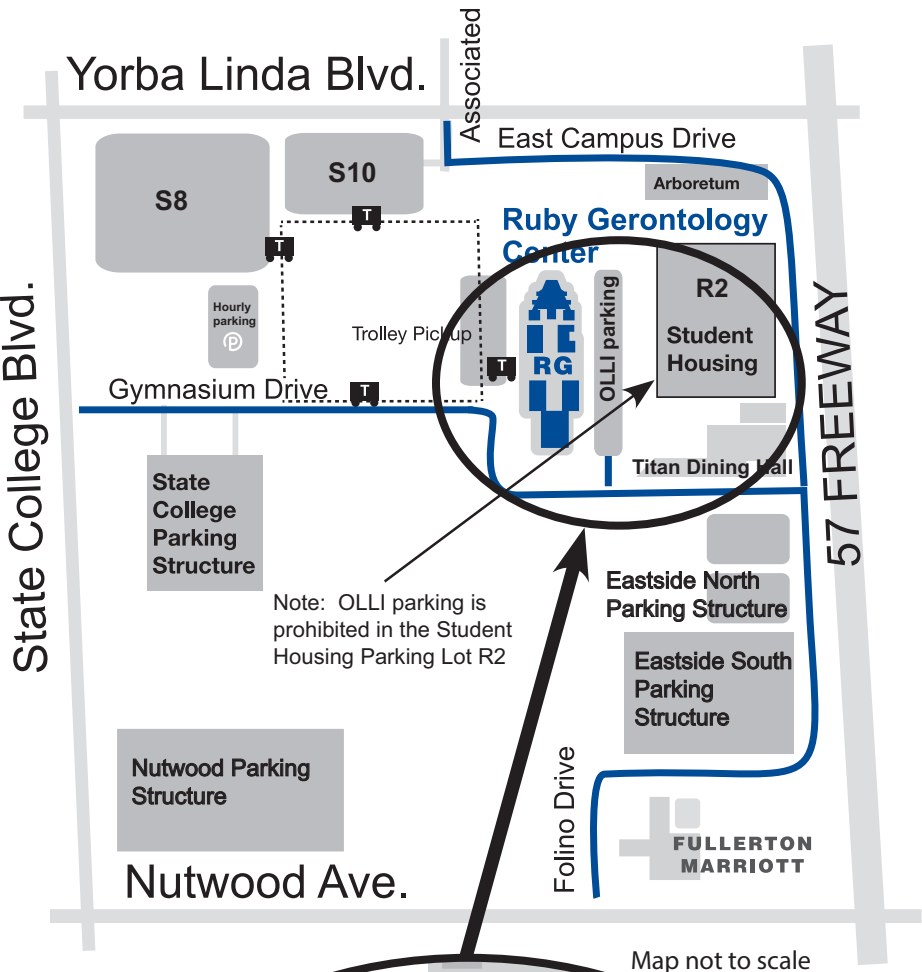 Yorba Linda Blvd.
Associated
East Campus Drive
S8
S10
T
T
Arboretum
Ruby Gerontology
Center
Hourly
parking
P
Trolley Pickup
T
RG
OLLI parking
R2
Student
Housing
State College Blvd.
57 FREEWAY
Gymnasium Drive
T
Titan Dining Hall
State
College
Parking
Structure
Note: OLLI parking is
prohibited in the Student
Housing Parking Lot R2
Eastside North
Parking Structure
Eastside South
Parking
Structure
Nutwood Parking
Structure
Folino Drive
FULLERTON
MARRIOTT
Nutwood Ave.
Map not to scale